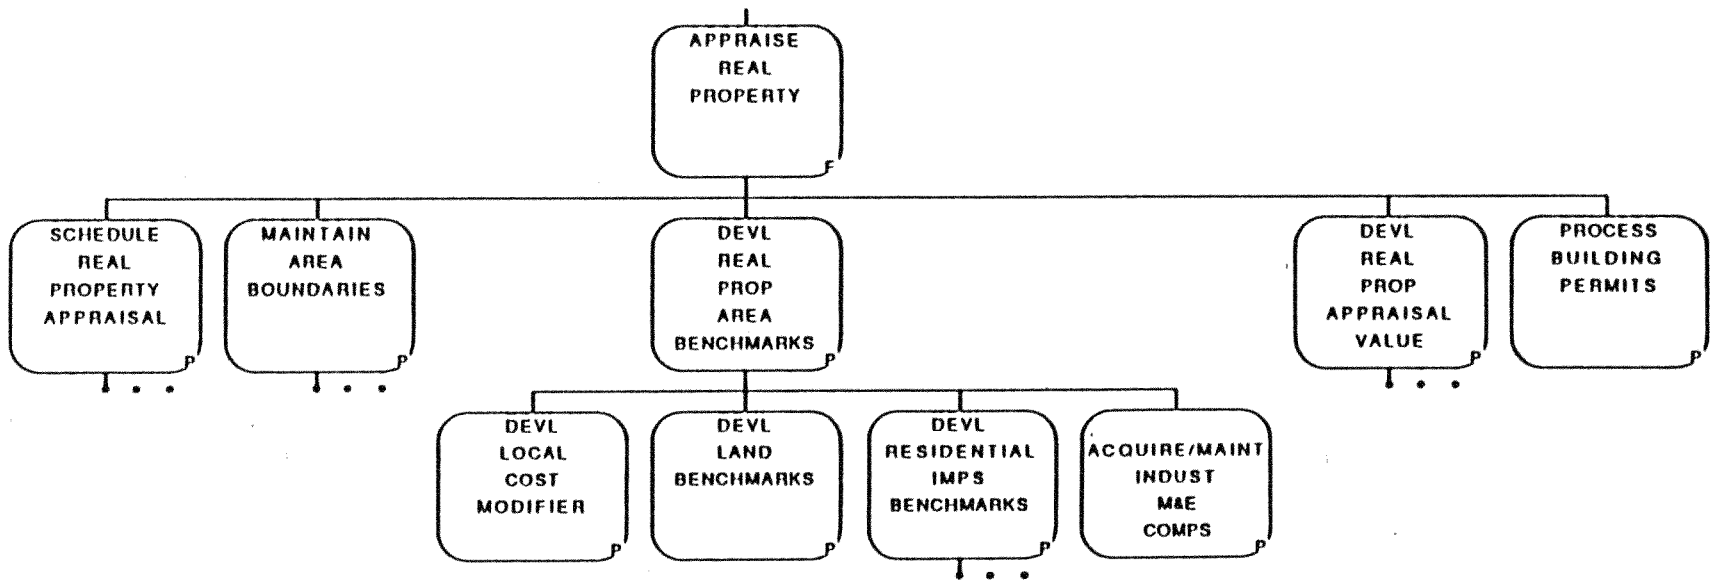 APPRAISE
REAL
PROPERTY
F
SCHEDULE
REAL
PROPERTY
APPRAISAL
P
MAINTAIN
AREA
BOUNDARIES
P
DEVL
REAL
PROP
AREA
BENCHMARKS
P
DEVL
REAL
PROP
APPRAISAL
VALUE
P
PROCESS
BUILDING
PERMITS
P
DEVL
LOCAL
COST
MODIFIER
P
DEVL
LAND
BENCHMARKS
P
DEVL
RESIDENTIAL
IMPS
BENCHMARKS
P
ACQUIRE/MAINT
INDUST
M&E
COMPS
P